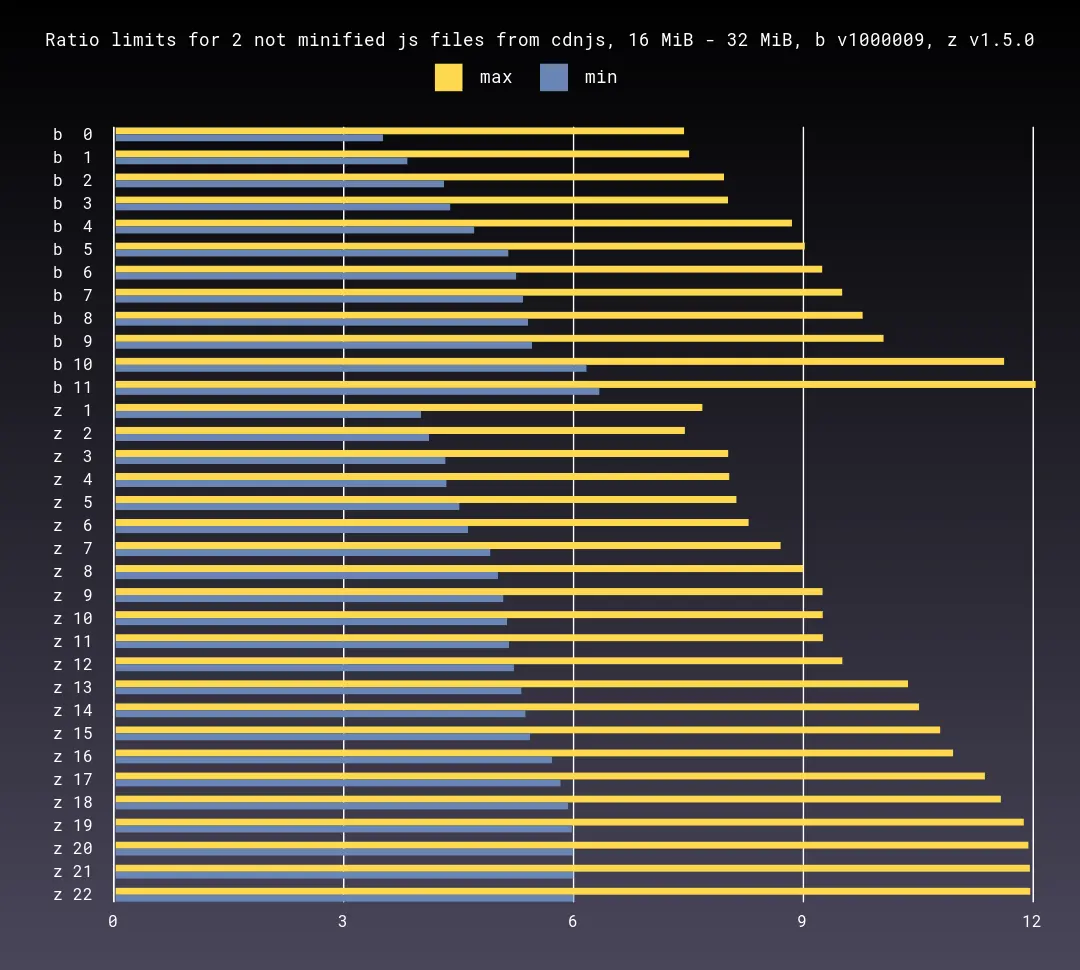 Ratio limits for 2 not minified js files from cdnjs, 16 MiB - 32 MiB, b v1000009, z v1.5.0
max min
b 0
b 1
b 2
b 3
b 4
b 5
b 6
b 7
b 8
b 9
b 10
b 11
z 1
z 2
z 3
z 4
z 5
z 6
z 7
z 8
z 9
z 10
z 11
z 12
z 13
z 14
z 15
z 16
z 17
z 18
z 19
z 20
z 21
z 22
0 3 6 9 12